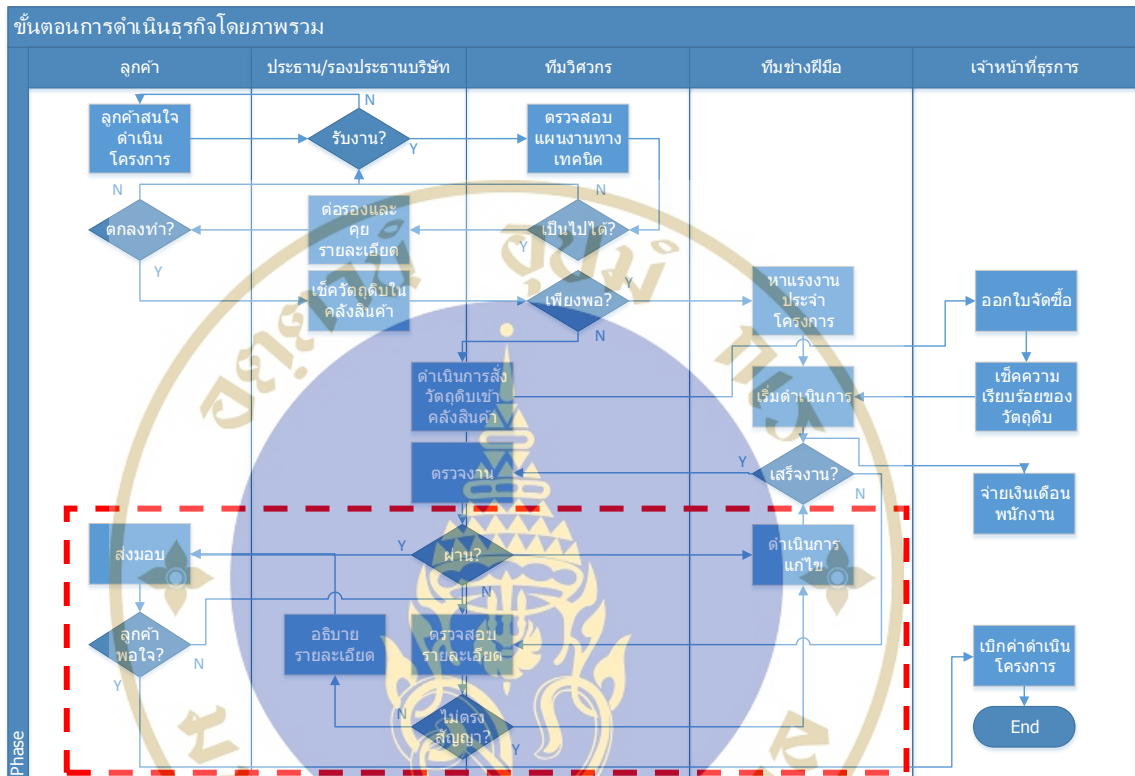 ขั้นตอนการดำเนินธุรกิจโดยภาพรวม
ลูกค้า
ประธาน/รองประธานบริษัท
ทีมวิศวกร
ทีมช่างฝีมือ
เจ้าหน้าที่ธุรการ
N
ลูกค้าสนใจ
ดำเนิน
โครงการ
รับงาน?
Y
ตรวจสอบ
แผนงานทาง
เทคนิค
N
ตกลงทำ?
Y
ต่อรองและ
คุย
รายละเอียด
N
เป็นไปได้?
Y
เช็ควัตถุดิบใน
คลังสินค้า
เพียงพอ?
Y
N
หาแรงงาน
ประจำ
โครงการ
ออกใบจัดซื้อ
ดำเนินการสั่ง
วัตถุดิบเข้า
คลังสินค้า
เริ่มดำเนินการ
เช็คความ
เรียบร้อยของ
วัตถุดิบ
ตรวจงาน
Y
เสร็จงาน?
N
จ่ายเงินเดือน
พนักงาน
ส่งมอบ
Y
ผ่าน?
N
ดำเนินการ
แก้ไข
ลูกค้า
พอใจ?
N
Y
อธิบาย
รายละเอียด
ตรวจสอบ
รายละเอียด
เบิกค่าดำเนิน
โครงการ
N
ไม่ตรง
สัญญา?
Y
End
Phase